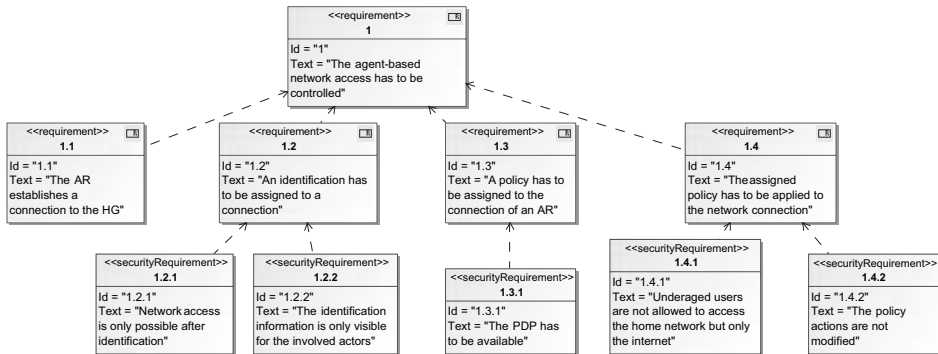 <<requirement>>
1
Id = "1"
Text = "The agent-based
network access has to be
controlled"
<<requirement>>
1.1
Id = "1.1"
Text = "The AR
establishes a
connection to the HG"
<<requirement>>
1.2
Id = "1.2"
Text = "An identification has
to be assigned to a
connection"
<<requirement>>
1.3
Id = "1.3"
Text = "A policy has to
be assigned to the
connection of an AR"
<<requirement>>
1.4
Id = "1.4"
Text = "The assigned
policy has to be applied to
the network connection"
<<securityRequirement>>
1.2.1
Id = "1.2.1"
Text = "Network access
is only possible after
identification"
<<securityRequirement>>
1.2.2
Id = "1.2.2"
Text = "The identification
information is only visible
for the involved actors"
<<securityRequirement>>
1.3.1
Id = "1.3.1"
Text = "The PDP has
to be available"
<<securityRequirement>>
1.4.1
Id = "1.4.1"
Text = "Underaged users
are not allowed to access
the home network but only
the internet"
<<securityRequirement>>
1.4.2
Id = "1.4.2"
Text = "The policy
actions are not
modified"